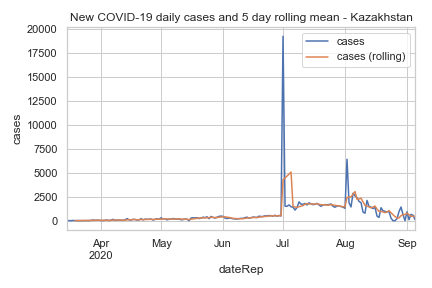 New COVID-19 daily cases and 5 day rolling mean - Kazakhstan
20000
17500
15000
12500
10000
7500
5000
2500
0
cases
cases
cases (rolling)
Apr
2020
May
Jun
Jul
Aug
Sep
dateRep